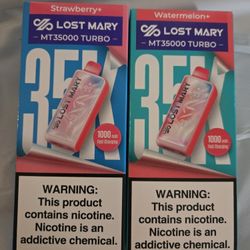 Strawberry+
LOST MARY
MT35000 TURBO
35K
LOST MARY
1000 mAh
Fast Charging
WARNING:
This product
contains nicotine.
Nicotine is an
addictive chemical.
Watermelon+
LOST MARY
MT35000 TURBO
35K
LOST MARY
1000 mAh
Fast Charging
WARNING:
This product
contains nicotine.
Nicotine is an
addictive chemical.